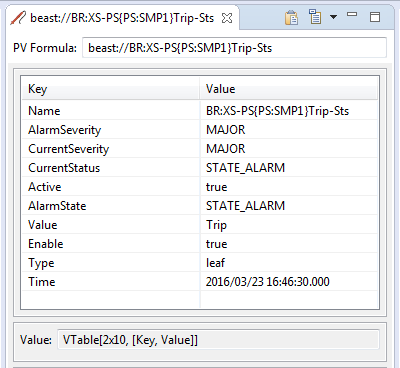 beast://BR:XS-PS{PS:SMP1}Trip-Sts
PV Formula: beast://BR:XS-PS{PS:SMP1}Trip-Sts
Key Value
Name BR:XS-PS{PS:SMP1}Trip-Sts
AlarmSeverity MAJOR
CurrentSeverity MAJOR
CurrentStatus STATE_ALARM
Active true
AlarmState STATE_ALARM
Value Trip
Enable true
Type leaf
Time 2016/03/23 16:46:30.000
Value: VTable[2x10, [Key, Value]]